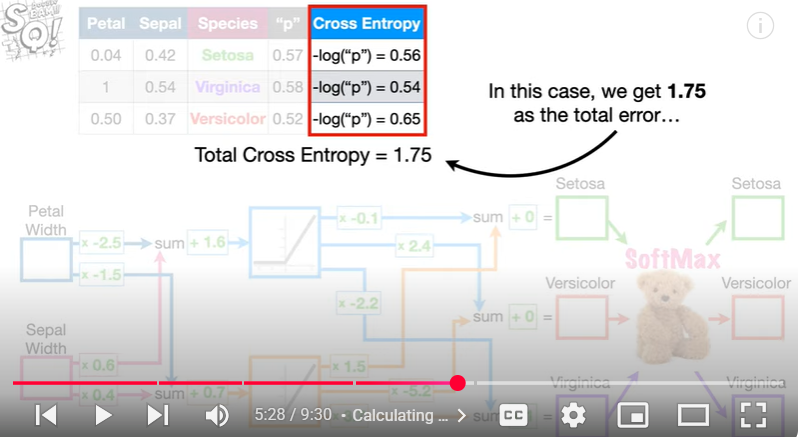 SQ!
Petal Sepal Species “p” Cross Entropy
0.04 0.42 Setosa 0.57 -log(“p”) = 0.56
1 0.54 Virginica 0.58 -log(“p”) = 0.54
0.50 0.37 Versicolor 0.52 -log(“p”) = 0.65
In this case, we get 1.75
as the total error…
Total Cross Entropy = 1.75
Setosa Setosa
Petal
Width
x -2.5 sum + 1.6 x -0.1 sum + 0 =
x -1.5 x 2.4
SoftMax
Versicolor Versicolor
x -2.2
sum + 0 =
Sepal
Width
x 0.6 x 1.5
x 0.4 sum + 0.7 x -5.2
Virginica Virginica
sum
5:28 / 9:30 • Calculating ...
CC